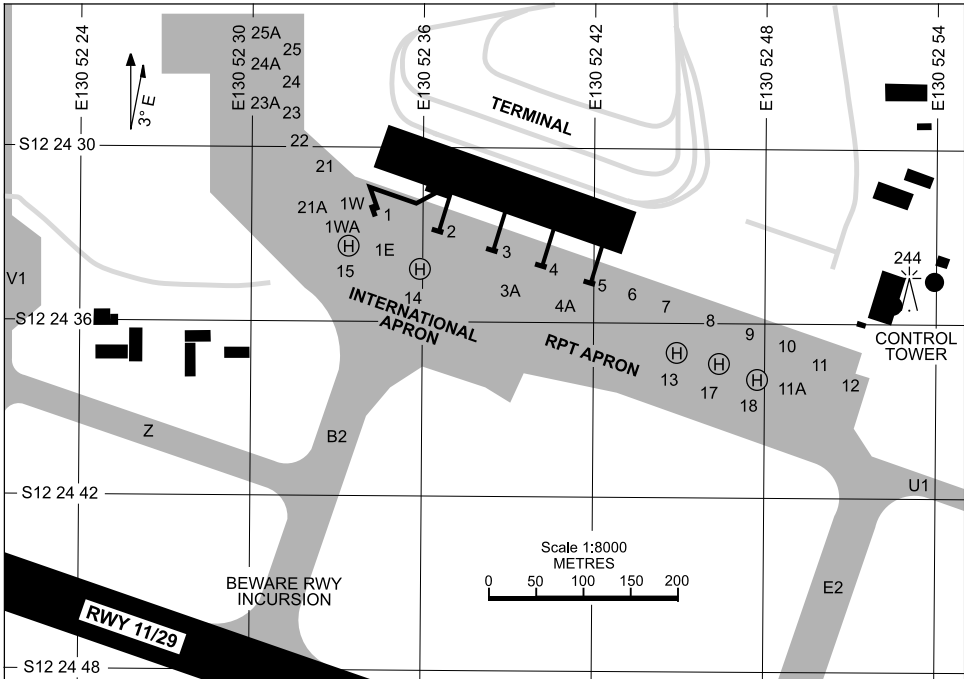 E130 52 24
E130 52 30
E130 52 36
E130 52 42
E130 52 48
E130 52 54
3° E
25A
25
24A
24
23A
23
22
TERMINAL
S12 24 30
21
21A
1W
1
1WA
H
1E
15
2
H
14
3
4
5
3A
4A
6
7
8
9
10
11
12
244
V1
S12 24 36
INTERNATIONAL
APRON
RPT APRON
H
H
H
13
17
18
11A
CONTROL
TOWER
Z
B2
S12 24 42
U1
Scale 1:8000
METRES
0 50 100 150 200
E2
BEWARE RWY
INCURSION
RWY 11/29
S12 24 48